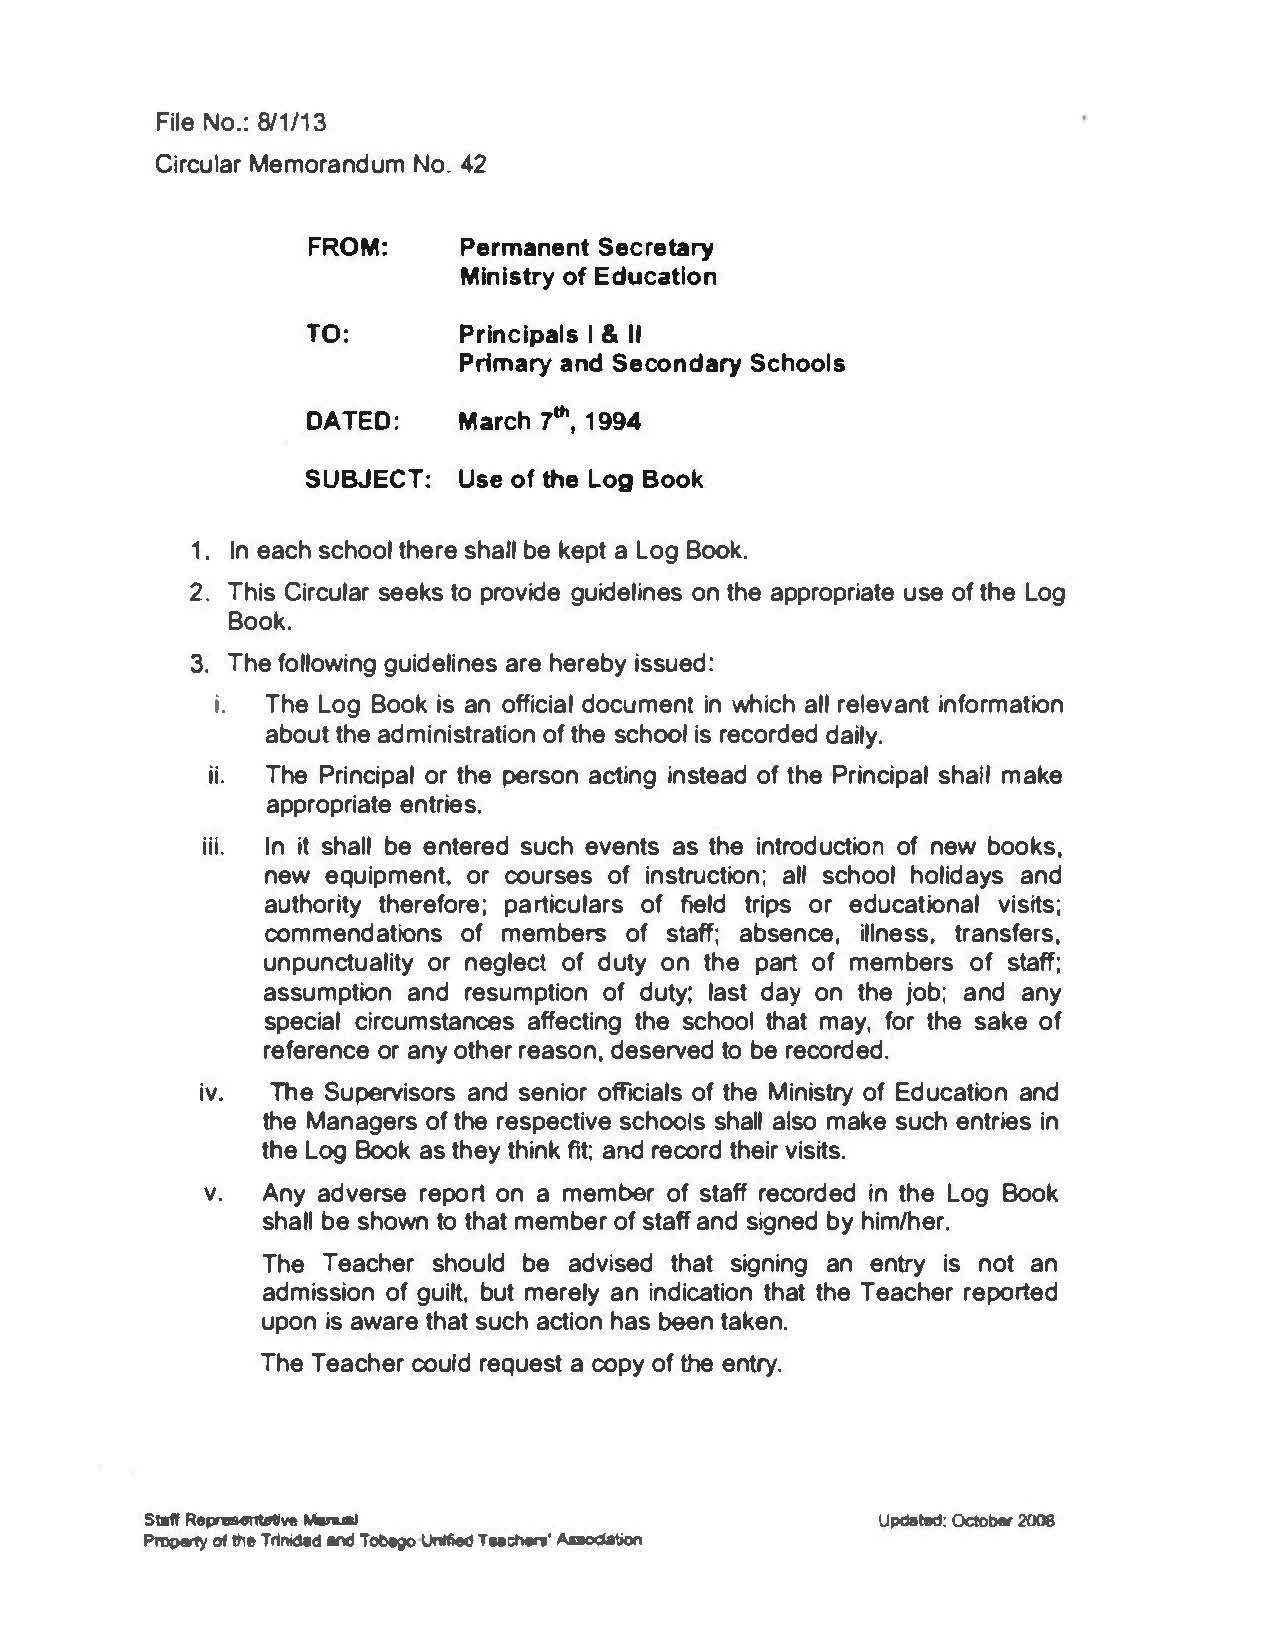 File No.: 8/1/13
Circular Memorandum No. 42
FROM: Permanent Secretary
Ministry of Education
TO: Principals I & II
Primary and Secondary Schools
DATED: March 7th, 1994
SUBJECT: Use of the Log Book
1. In each school there shall be kept a Log Book.
2. This Circular seeks to provide guidelines on the appropriate use of the Log
Book.
3. The following guidelines are hereby issued:
i. The Log Book is an official document in which all relevant information
about the administration of the school is recorded daily.
ii. The Principal or the person acting instead of the Principal shall make
appropriate entries.
iii. In it shall be entered such events as the introduction of new books,
new equipment, or courses of instruction; all school holidays and
authority therefore; particulars of field trips or educational visits;
commendations of members of staff; absence, illness, transfers,
unpunctuality or neglect of duty on the part of members of staff;
assumption and resumption of duty; last day on the job; and any
special circumstances affecting the school that may, for the sake of
reference or any other reason, deserved to be recorded.
iv. The Supervisors and senior officials of the Ministry of Education and
the Managers of the respective schools shall also make such entries in
the Log Book as they think fit; and record their visits.
v. Any adverse report on a member of staff recorded in the Log Book
shall be shown to that member of staff and signed by him/her.
The Teacher should be advised that signing an entry is not an
admission of guilt, but merely an indication that the Teacher reported
upon is aware that such action has been taken.
The Teacher could request a copy of the entry.
Staff Representative Manual Updated: October 2008
Property of the Trinidad and Tobago Unified Teachers' Association